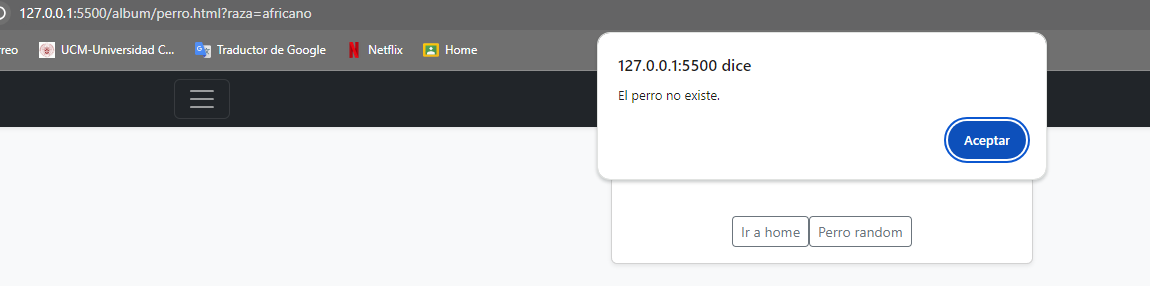 127.0.0.1:5500/album/perro.html?raza=africano
rreo UCM-Universidad C... Traductor de Google Netflix Home
127.0.0.1:5500 dice
El perro no existe.
Aceptar
Ir a home Perro random